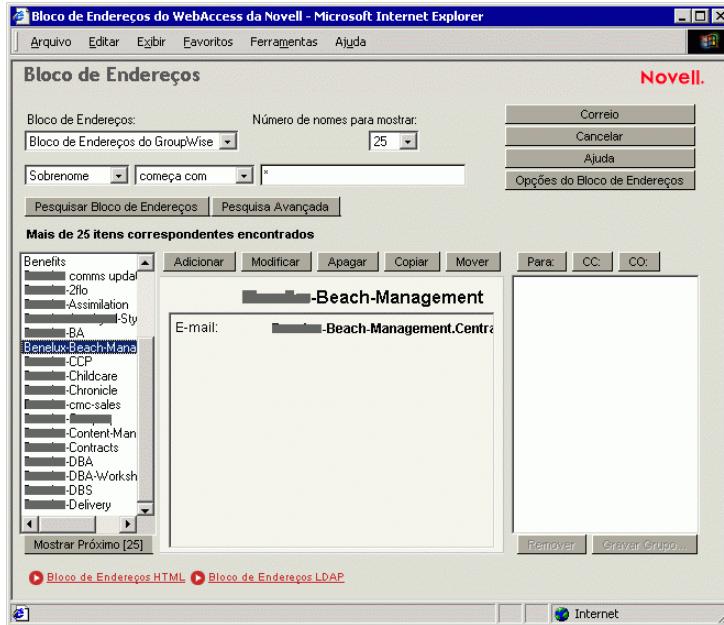 Bloco de Endereços do WebAccess da Novell - Microsoft Internet Explorer
Arquivo Editar Exibir Favoritos Ferramentas Ajuda
Bloco de Endereços
Novell.
Bloco de Endereços:
Número de nomes para mostrar:
Correio
Bloco de Endereços do GroupWise
25
Cancelar
Ajuda
Sobrenome
começa com
*
Opções do Bloco de Endereços
Pesquisar Bloco de Endereços
Pesquisa Avançada
Mais de 25 itens correspondentes encontrados
Adicionar Modificar Apagar Copiar Mover
Para: CC: CO:
Benefits
comms updat
-2flo
-Assimilation
-Sty
-BA
Benelux-Beach-Mana
-CCP
-Childcare
-Chronicle
-cmc-sales
-Content-Man
-Contracts
-DBA
-DBA-Worksh
-DBS
-Delivery
-Beach-Management
E-mail:
-Beach-Management.Centra
Mostrar Próximo [25]
Remover
Gravar Grupo...
Bloco de Endereços HTML
Bloco de Endereços LDAP
Internet